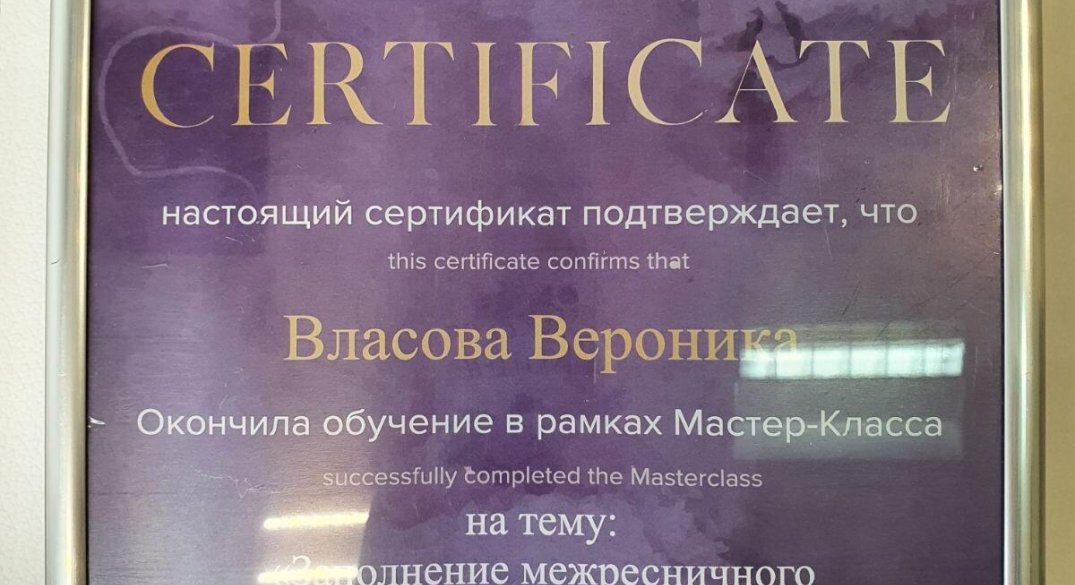 CERTIFICATE
настоящий сертификат подтверждает, что
this certificate confirms that
Власова Вероника
Окончила обучение в рамках Мастер-Класса
successfully completed the Masterclass
на тему:
«Заполнение межресничного